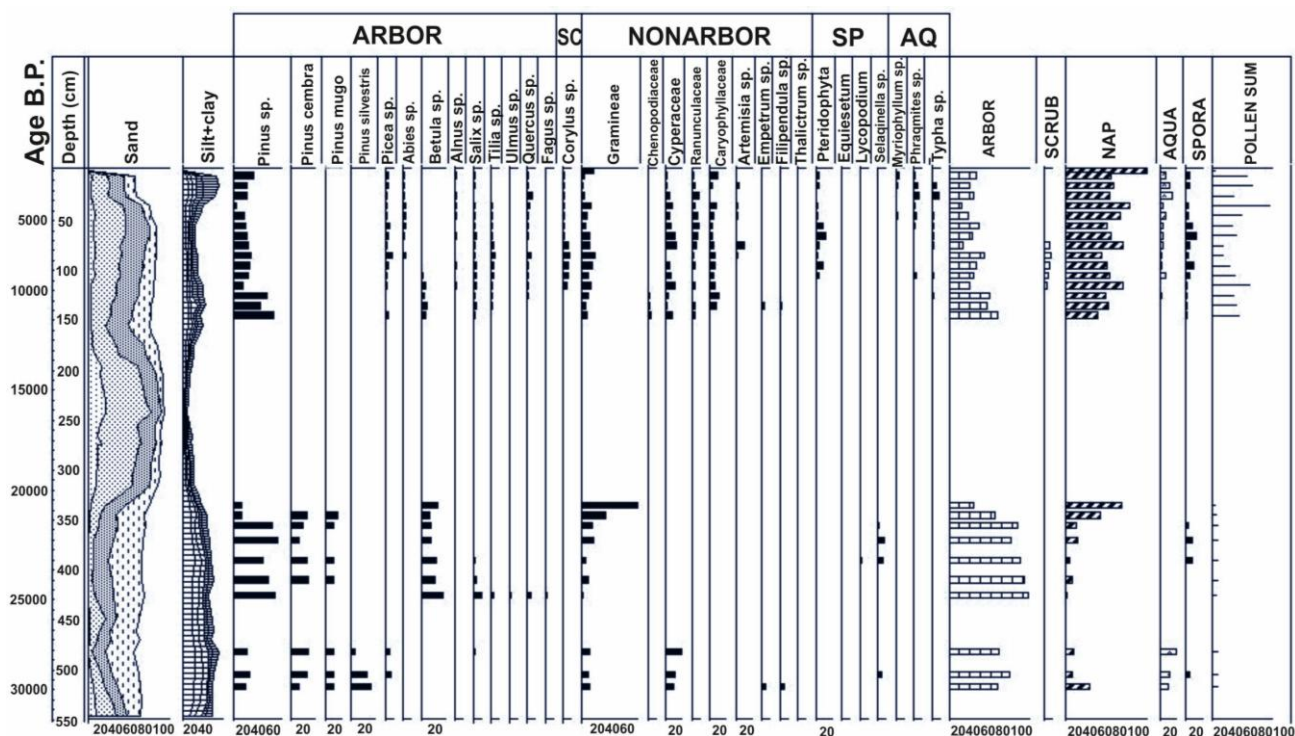 ARBOR SC NONARBOR SP AQ
Age B.P.
Depth (cm)
Sand
Silt+clay
Pinus sp.
Pinus cembra
Pinus mugo
Pinus silvestris
Picea sp.
Abies sp.
Betula sp.
Alnus sp.
Salix sp.
Tilia sp.
Ulmus sp.
Quercus sp.
Fagus sp.
Corylus sp.
Gramineae
Chenopodiaceae
Cyperaceae
Ranunculaceae
Caryophyllaceae
Artemisia sp.
Empetrum sp.
Filipendula sp.
Thalictrum sp.
Pteridophyta
Equiesetum
Lycopodium
Selaqinella sp.
Myriophyllum sp.
Phraqmites sp.
Typha sp.
ARBOR
SCRUB
NAP
AQUA
SPORA
POLLEN SUM
5000 50
100
10000
150
200
15000
250
300
20000
350
400
25000
450
500
30000
550
20406080100 2040 204060 20 20 20 20 204060 20 20 20 20 20406080100 20 20406080100 20 20 20406080100